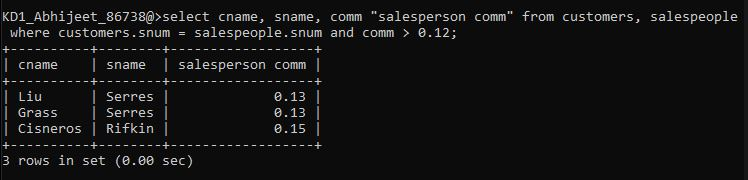 KD1_Abhijeet_86738@>select cname, sname, comm "salesperson comm" from customers, salespeople
 where customers.snum = salespeople.snum and comm > 0.12;
+----------+--------+------------------+
| cname    | sname  | salesperson comm |
+----------+--------+------------------+
| Liu      | Serres |             0.13 |
| Grass    | Serres |             0.13 |
| Cisneros | Rifkin |             0.15 |
+----------+--------+------------------+
3 rows in set (0.00 sec)